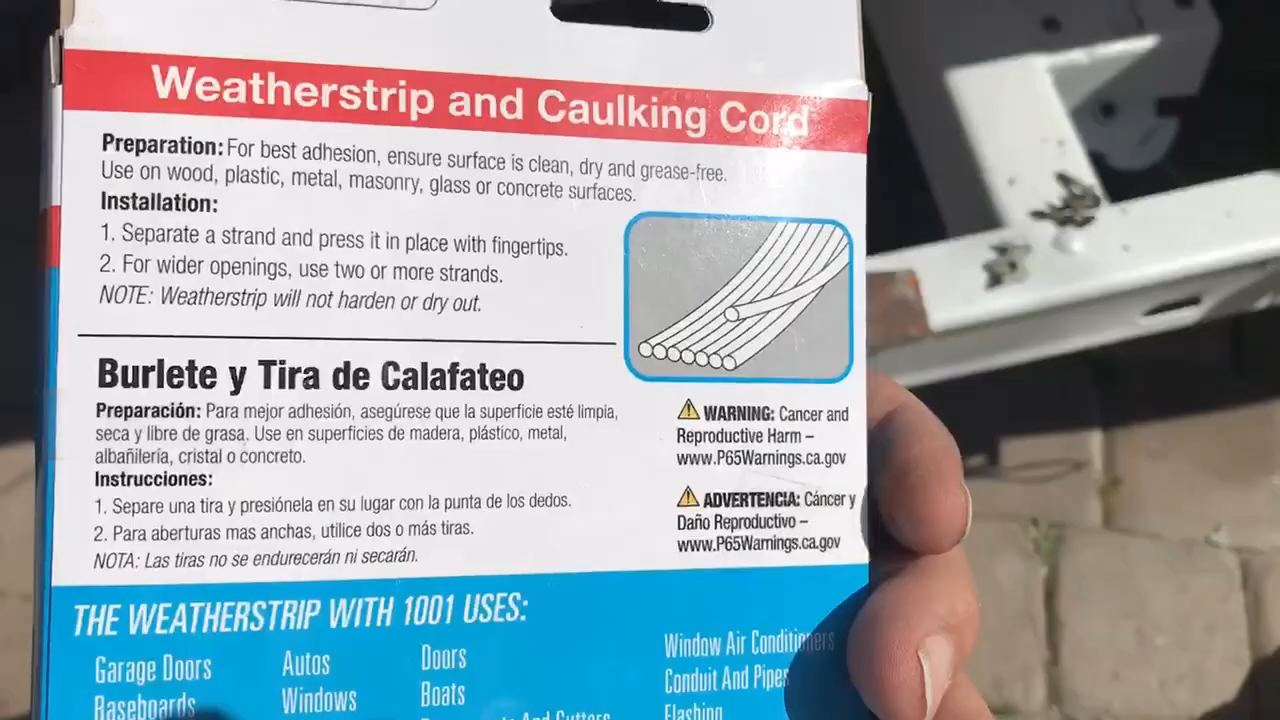 Weatherstrip and Caulking Cord
Preparation: For best adhesion, ensure surface is clean, dry and grease-free.
Use on wood, plastic, metal, masonry, glass or concrete surfaces.
Installation:
1. Separate a strand and press it in place with fingertips.
2. For wider openings, use two or more strands.
NOTE: Weatherstrip will not harden or dry out.
Burlete y Tira de Calafateo
Preparación: Para mejor adhesión, asegúrese que la superficie esté limpia,
seca y libre de grasa. Use en superficies de madera, plástico, metal,
albañilería, cristal o concreto.
Instrucciones:
1. Separe una tira y presiónela en su lugar con la punta de los dedos.
2. Para aberturas mas anchas, utilice dos o más tiras.
NOTA: Las tiras no se endurecerán ni secarán.
WARNING: Cancer and
Reproductive Harm –
www.P65Warnings.ca.gov
ADVERTENCIA: Cáncer y
Daño Reproductivo –
www.P65Warnings.ca.gov
THE WEATHERSTRIP WITH 1001 USES:
Garage Doors
Baseboards
Autos
Windows
Doors
Boats
And Gutters
Window Air Conditioners
Conduit And Pipes
Flashing